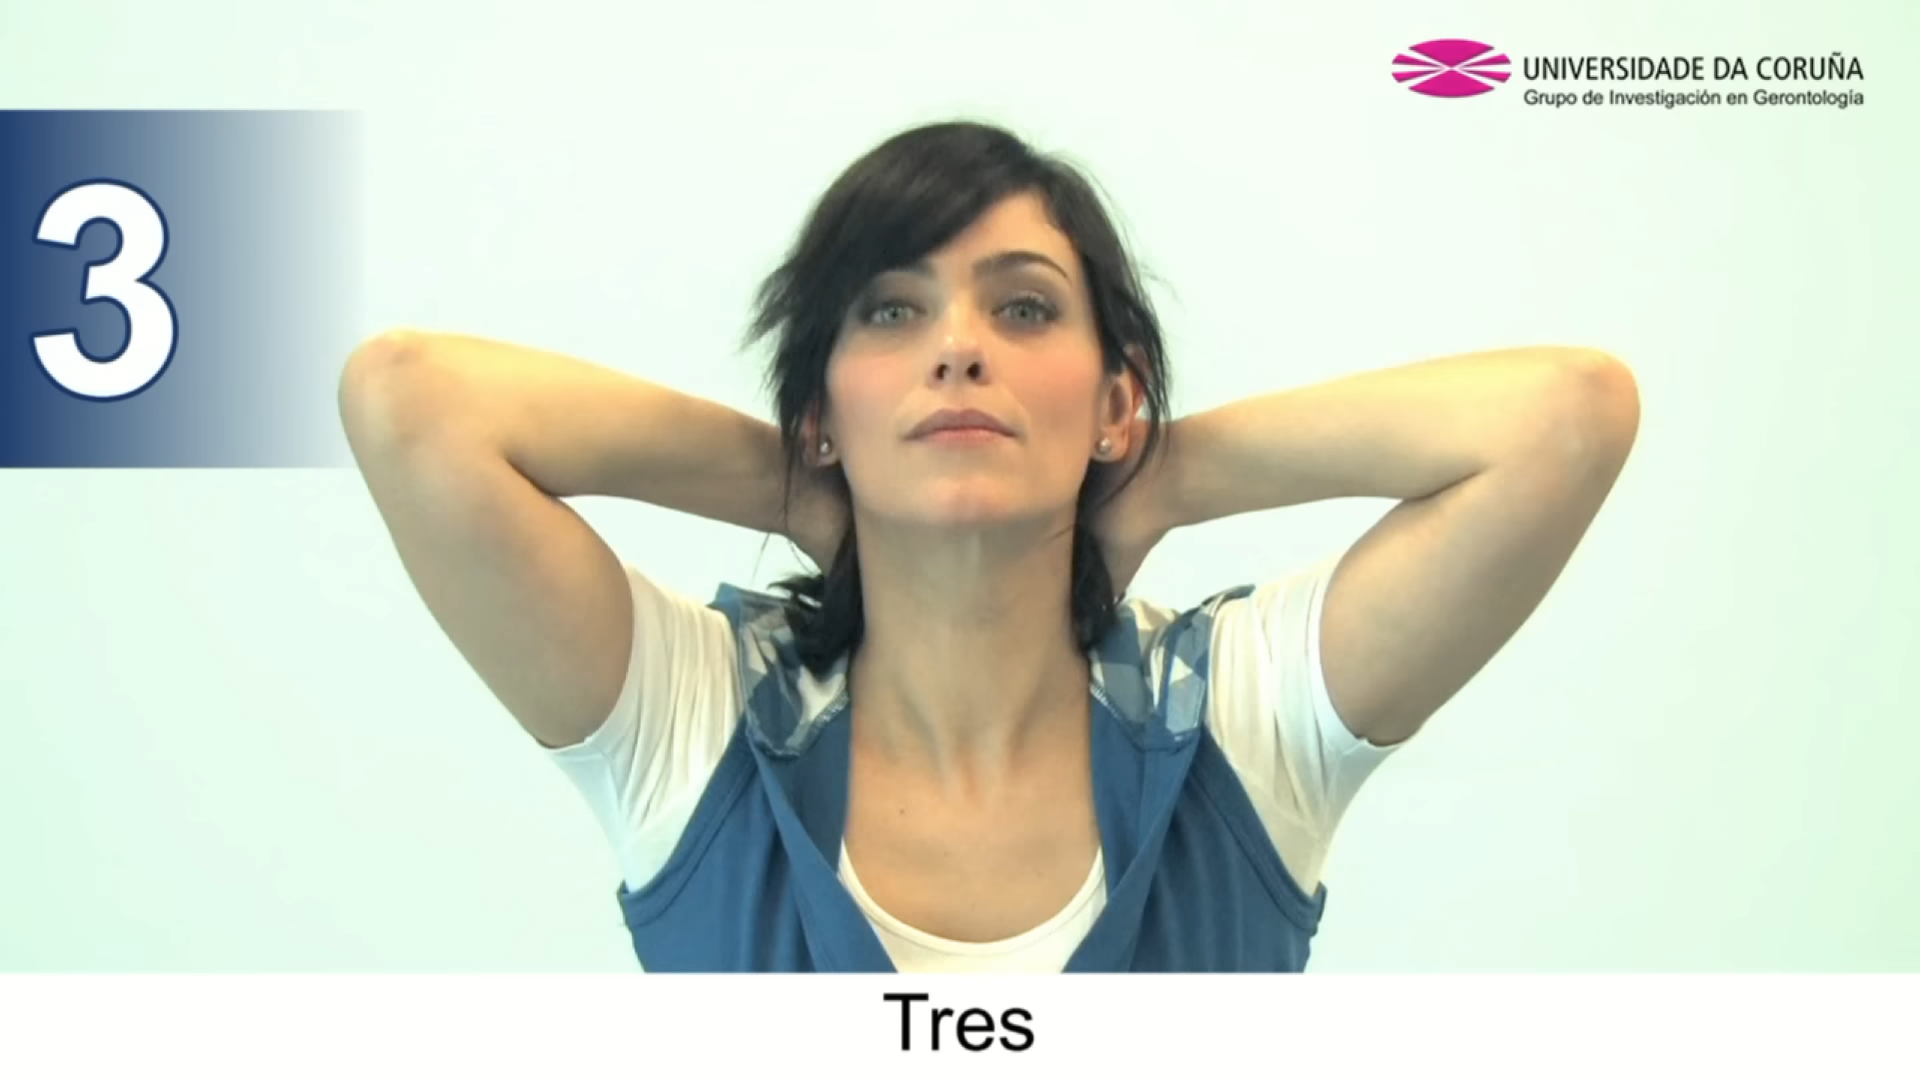 UNIVERSIDADE DA CORUÑA
Grupo de Investigación en Gerontología
3
Tres